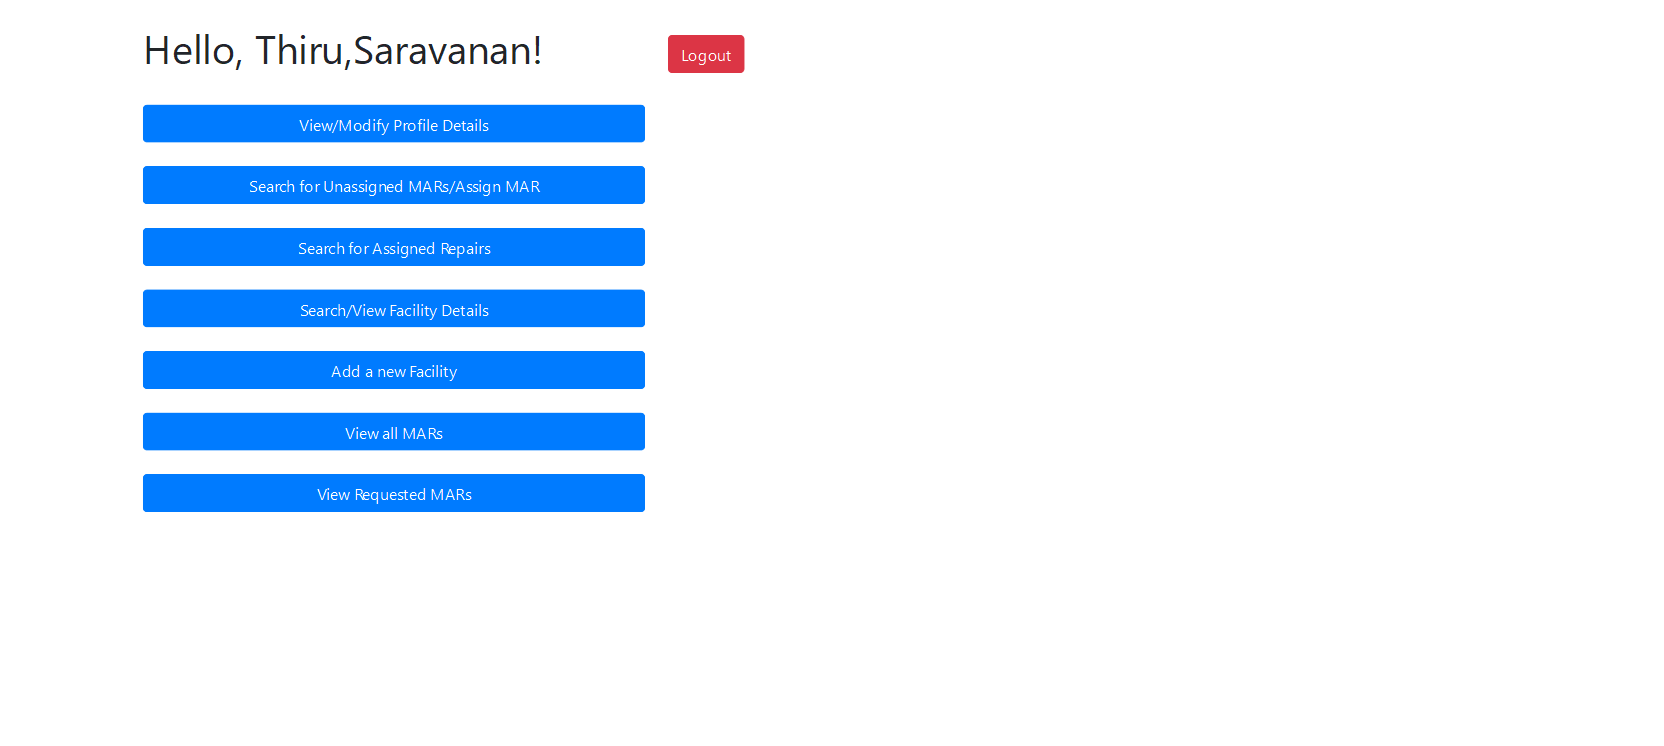 Hello, Thiru,Saravanan!
Logout
View/Modify Profile Details
Search for Unassigned MARs/Assign MAR
Search for Assigned Repairs
Search/View Facility Details
Add a new Facility
View all MARs
View Requested MARs